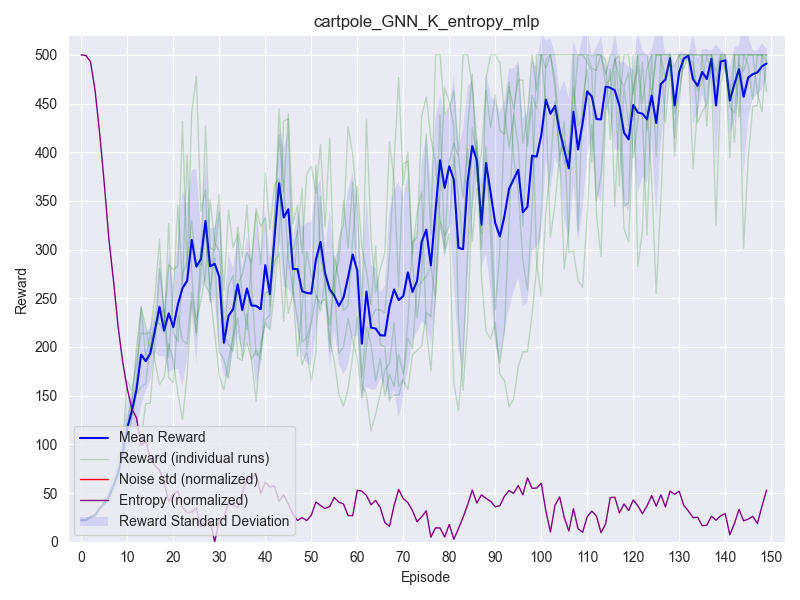 cartpole_GNN_K_entropy_mlp
500
450
400
350
300
250
200
150
100
50
0
Reward
Mean Reward
Reward (individual runs)
Noise std (normalized)
Entropy (normalized)
Reward Standard Deviation
0 10 20 30 40 50 60 70 80 90 100 110 120 130 140 150
Episode